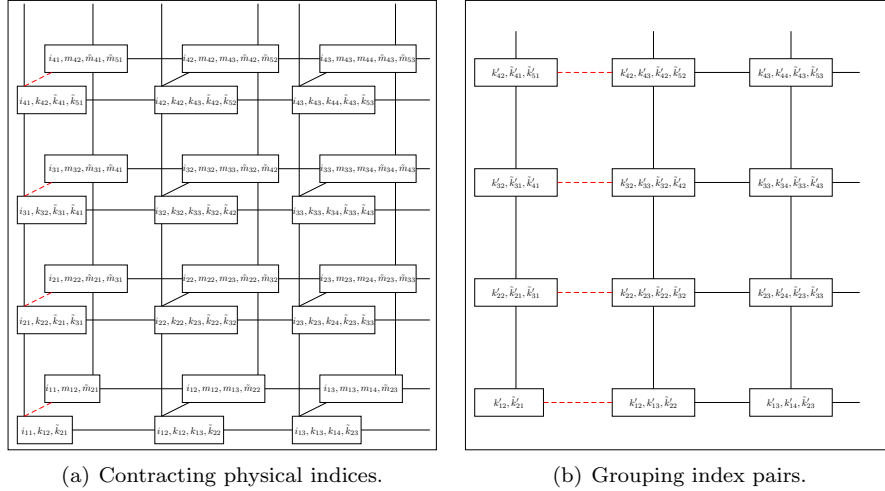 i₄₁, m₄₂, m̃₄₁, m̃₅₁
i₄₂, m₄₂, m₄₃, m̃₄₂, m̃₅₂
i₄₃, m₄₃, m₄₄, m̃₄₃, m̃₅₃
i₄₁, k₄₂, k̃₄₁, k̃₅₁
i₄₂, k₄₂, k₄₃, k̃₄₂, k̃₅₂
i₄₃, k₄₃, k₄₄, k̃₄₃, k̃₅₃
i₃₁, m₃₂, m̃₃₁, m̃₄₁
i₃₂, m₃₂, m₃₃, m̃₃₂, m̃₄₂
i₃₃, m₃₃, m₃₄, m̃₃₄, m̃₄₃
i₃₁, k₃₂, k̃₃₁, k̃₄₁
i₃₂, k₃₂, k₃₃, k̃₃₂, k̃₄₂
i₃₃, k₃₃, k₃₄, k̃₃₃, k̃₄₃
i₂₁, m₂₂, m̃₂₁, m̃₃₁
i₂₂, m₂₂, m₂₃, m̃₂₂, m̃₃₂
i₂₃, m₂₃, m₂₄, m̃₂₃, m̃₃₃
i₂₁, k₂₂, k̃₂₁, k̃₃₁
i₂₂, k₂₂, k₂₃, k̃₂₂, k̃₃₂
i₂₃, k₂₃, k₂₄, k̃₂₃, k̃₃₃
i₁₁, m₁₂, m̃₂₁
i₁₂, m₁₂, m₁₃, m̃₂₂
i₁₃, m₁₃, m₁₄, m̃₂₃
i₁₁, k₁₂, k̃₂₁
i₁₂, k₁₂, k₁₃, k̃₂₂
i₁₃, k₁₃, k₁₄, k̃₂₃
(a) Contracting physical indices.
k′₄₂, k̃′₄₁, k̃′₅₁
k′₄₂, k′₄₃, k̃′₄₂, k̃′₅₂
k′₄₃, k′₄₄, k̃′₄₃, k̃′₅₃
k′₃₂, k̃′₃₁, k̃′₄₁
k′₃₂, k′₃₃, k̃′₃₂, k̃′₄₂
k′₃₃, k′₃₄, k̃′₃₃, k̃′₄₃
k′₂₂, k̃′₂₁, k̃′₃₁
k′₂₂, k′₂₃, k̃′₂₂, k̃′₃₂
k′₂₃, k′₂₄, k̃′₂₃, k̃′₃₃
k′₁₂, k̃′₂₁
k′₁₂, k′₁₃, k̃′₂₂
k′₁₃, k′₁₄, k̃′₂₃
(b) Grouping index pairs.